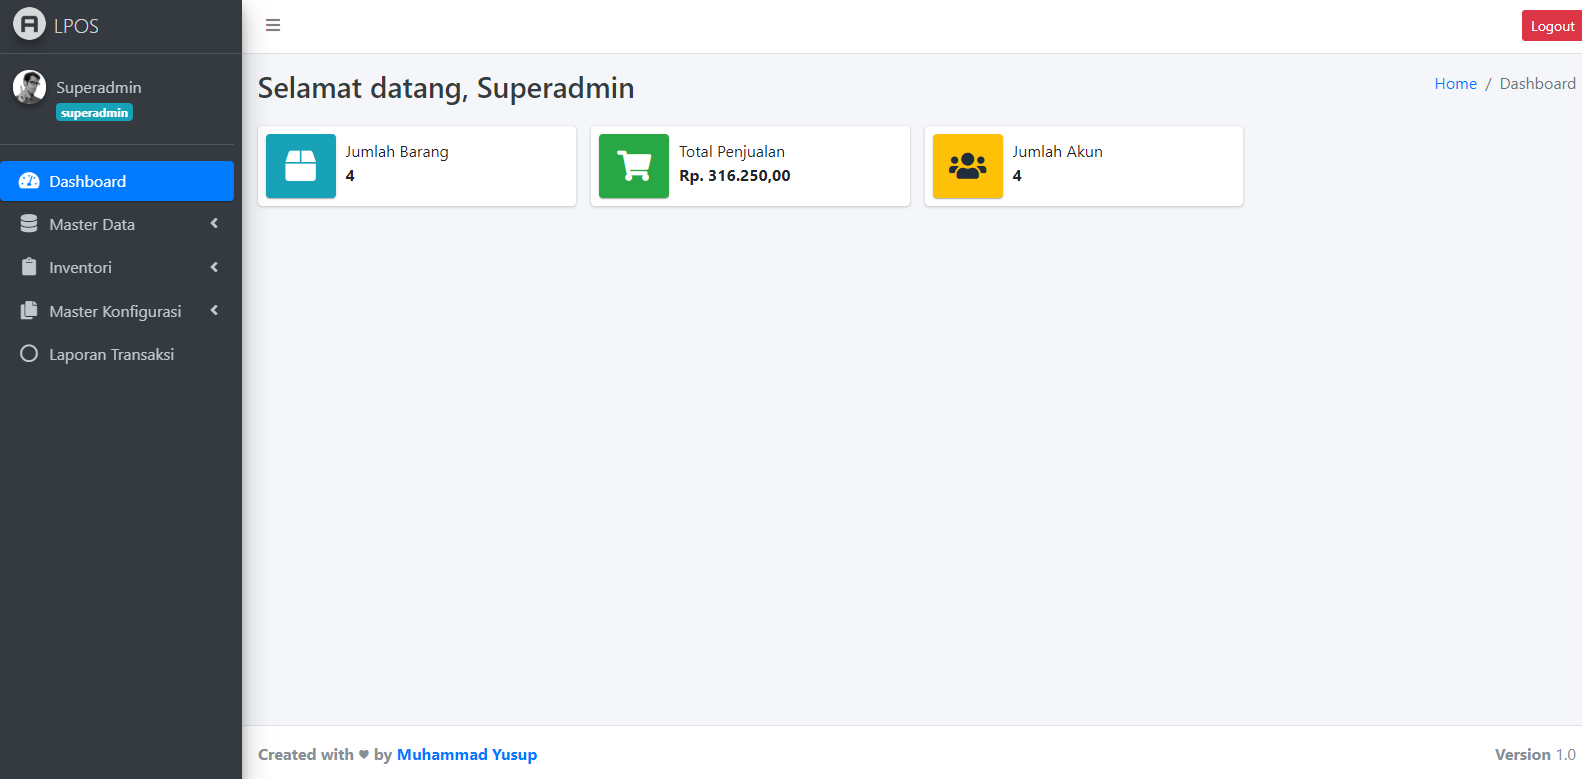 LPOS
Logout
Superadmin
superadmin
Selamat datang, Superadmin
Home / Dashboard
Jumlah Barang
4
Total Penjualan
Rp. 316.250,00
Jumlah Akun
4
Dashboard
Master Data
Inventori
Master Konfigurasi
Laporan Transaksi
Created with ♥ by Muhammad Yusup
Version 1.0